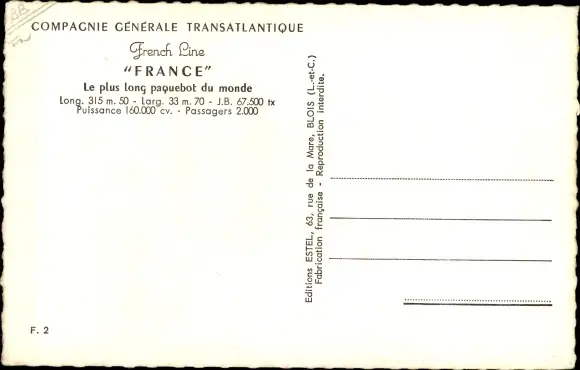 COMPAGNIE GÉNÉRALE TRANSATLANTIQUE
French Line
"FRANCE"
Le plus long paquebot du monde
Long. 315 m. 50 - Larg. 33 m. 70 - J.B. 67.500 tx
Puissance 160.000 cv. - Passagers 2.000
Editions ESTEL, 63, rue de la Mare, BLOIS (L.-et-C.)
Fabrication française - Reproduction interdite.
F. 2